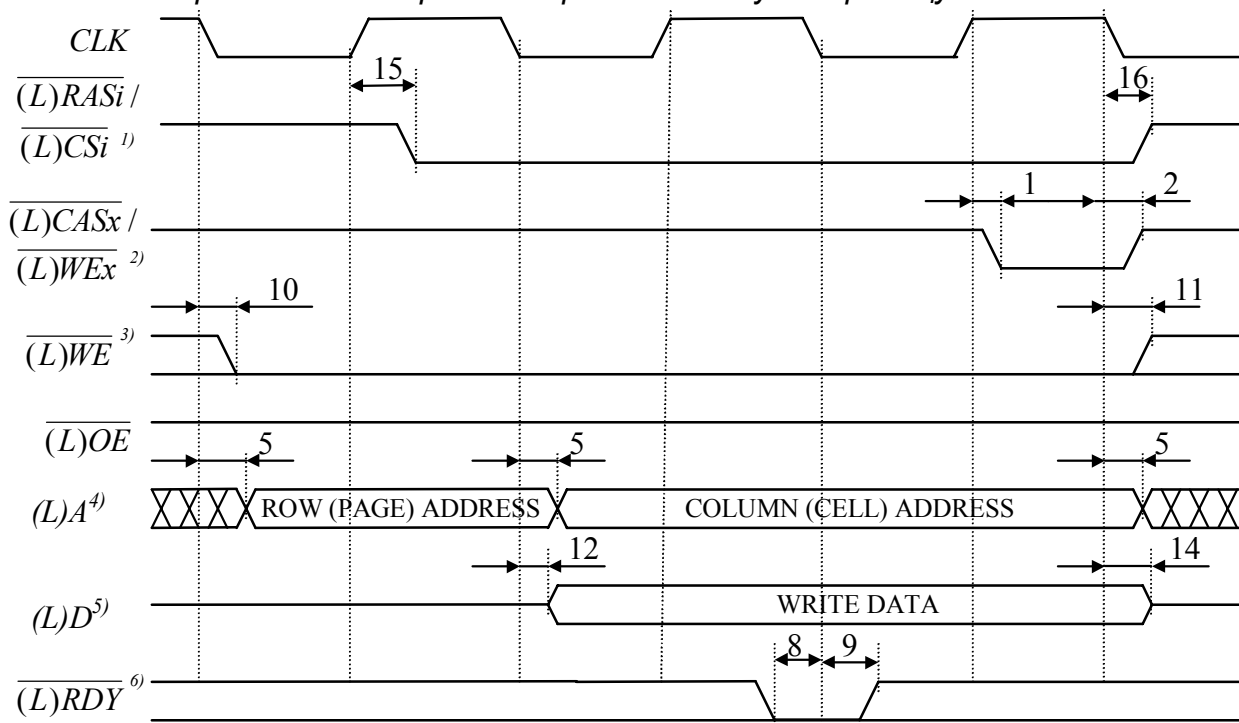 CLK
15
16
(L)RASi /
(L)CSi 1)
1
2
(L)CASx /
(L)WEx 2)
10
11
(L)WE 3)
(L)OE
5
5
5
(L)A4)
ROW (PAGE) ADDRESS
COLUMN (CELL) ADDRESS
12
14
(L)D5)
WRITE DATA
8
9
(L)RDY 6)